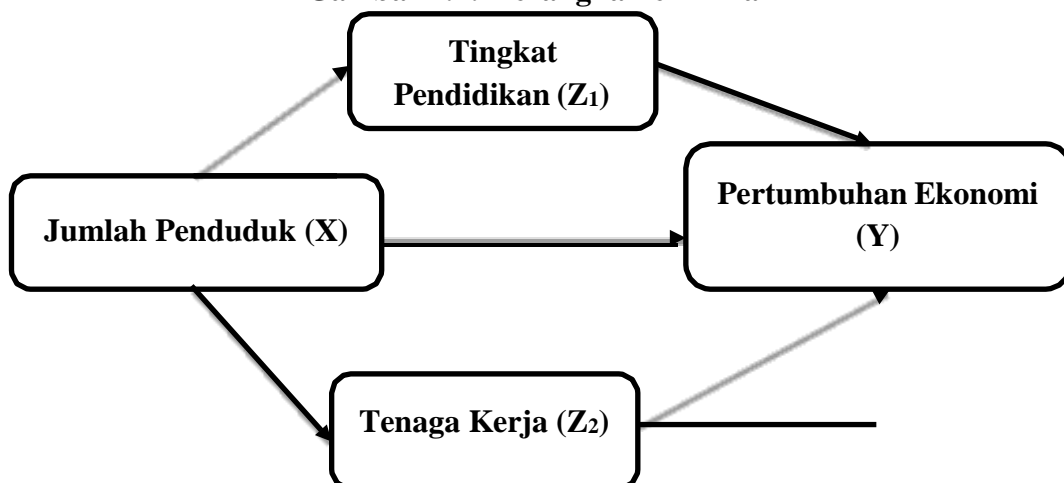 Tingkat
Pendidikan (Z1)
Pertumbuhan Ekonomi
(Y)
Jumlah Penduduk (X)
Tenaga Kerja (Z2)